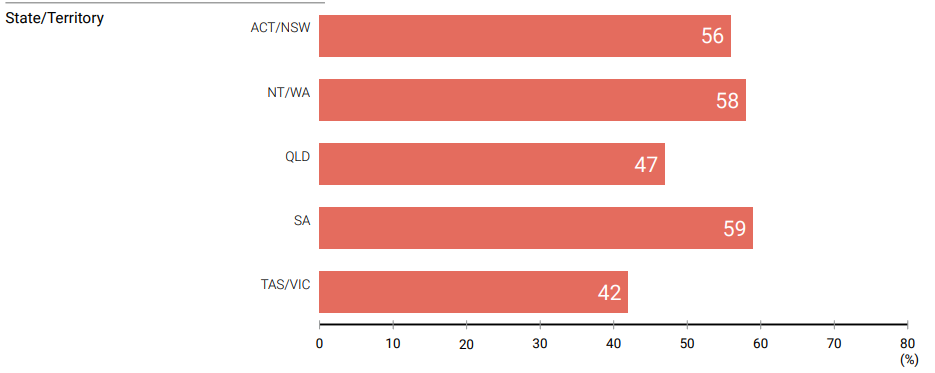 State/Territory
ACT/NSW 56
NT/WA 58
QLD 47
SA 59
TAS/VIC 42
0 10 20 30 40 50 60 70 80
(%)